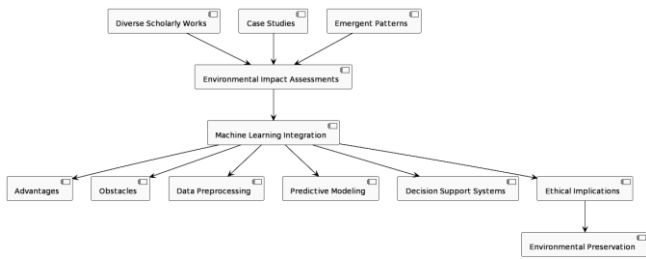 Diverse Scholarly Works
Case Studies
Emergent Patterns
Environmental Impact Assessments
Machine Learning Integration
Advantages
Obstacles
Data Preprocessing
Predictive Modeling
Decision Support Systems
Ethical Implications
Environmental Preservation